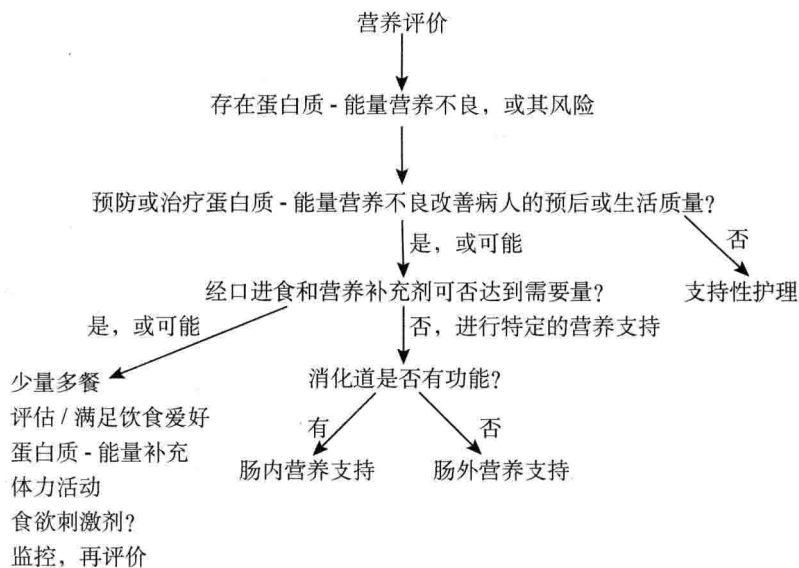 营养评价
存在蛋白质 - 能量营养不良，或其风险
预防或治疗蛋白质 - 能量营养不良改善病人的预后或生活质量？
是，或可能
否
经口进食和营养补充剂可否达到需要量？
支持性护理
是，或可能
否，进行特定的营养支持
消化道是否有功能？
有
否
肠内营养支持
肠外营养支持
少量多餐
评估 / 满足饮食爱好
蛋白质 - 能量补充
体力活动
食欲刺激剂？
监控，再评价